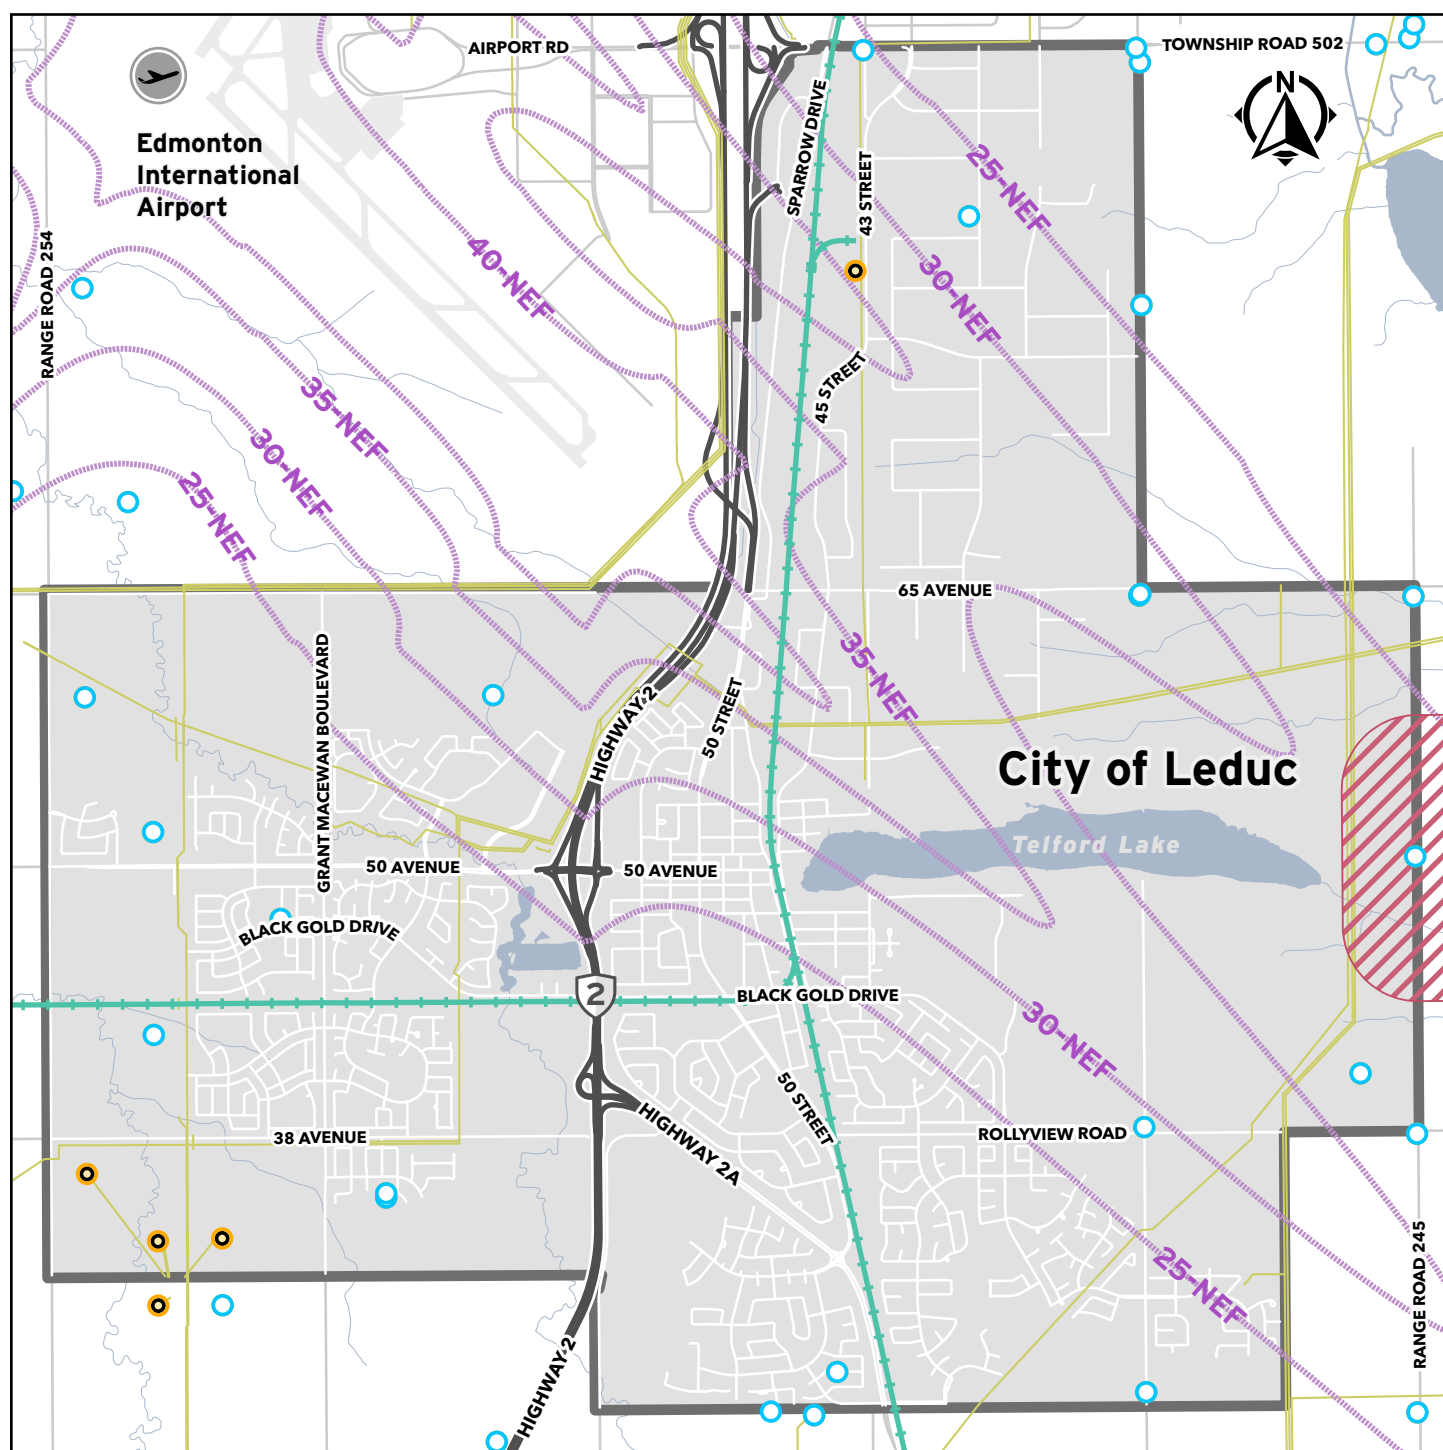 AIRPORT RD
TOWNSHIP ROAD 502
N
Edmonton
International
Airport
SPARROW DRIVE
43 STREET
25-NEF
RANGE ROAD 254
40-NEF
30-NEF
45 STREET
35-NEF
30-NEF
25-NEF
65 AVENUE
GRANT MACEWAN BOULEVARD
35-NEF
50 STREET
HIGHWAY 2
City of Leduc
Telford Lake
50 AVENUE
50 AVENUE
BLACK GOLD DRIVE
2
BLACK GOLD DRIVE
30-NEF
50 STREET
38 AVENUE
HIGHWAY 2A
ROLLYVIEW ROAD
25-NEF
RANGE ROAD 245
HIGHWAY 2